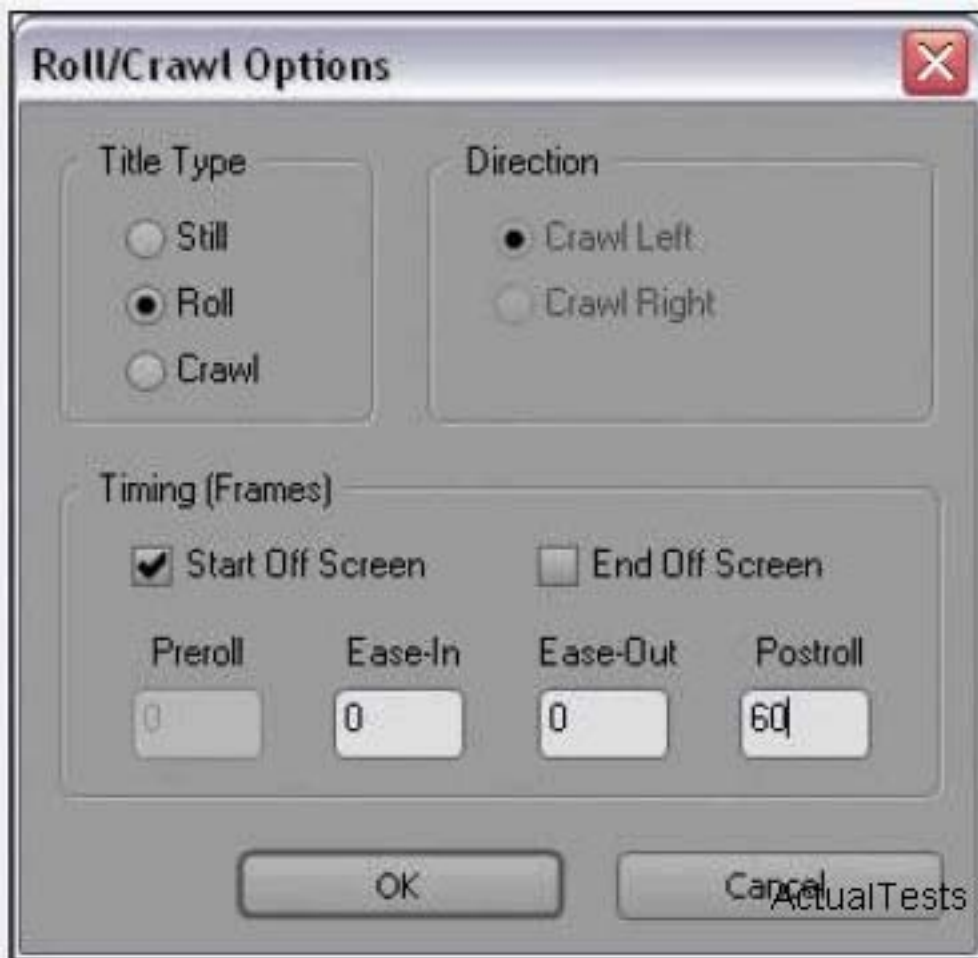 Roll/Crawl Options
Title Type
Direction
Still
Crawl Left
Roll
Crawl Right
Crawl
Timing (Frames)
Start Off Screen
End Off Screen
Preroll
Ease-In
Ease-Out
Postroll
0
0
0
60
OK
Cancel
ActualTests